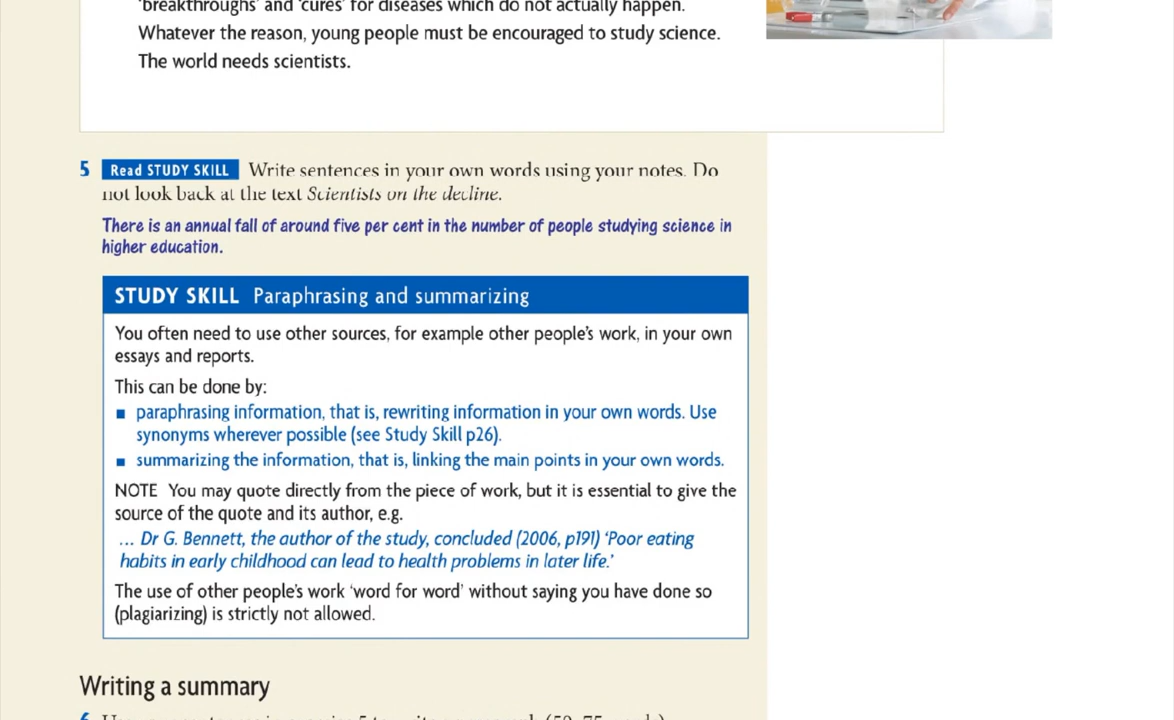 'breakthroughs' and 'cures' for diseases which do not actually happen.
Whatever the reason, young people must be encouraged to study science.
The world needs scientists.
5 Read STUDY SKILL Write sentences in your own words using your notes. Do
not look back at the text Scientists on the decline.
There is an annual fall of around five per cent in the number of people studying science in
higher education.
STUDY SKILL Paraphrasing and summarizing
You often need to use other sources, for example other people's work, in your own
essays and reports.
This can be done by:
■ paraphrasing information, that is, rewriting information in your own words. Use
synonyms wherever possible (see Study Skill p26).
■ summarizing the information, that is, linking the main points in your own words.
NOTE You may quote directly from the piece of work, but it is essential to give the
source of the quote and its author, e.g.
... Dr G. Bennett, the author of the study, concluded (2006, p191) 'Poor eating
habits in early childhood can lead to health problems in later life.'
The use of other people's work 'word for word' without saying you have done so
(plagiarizing) is strictly not allowed.
Writing a summary